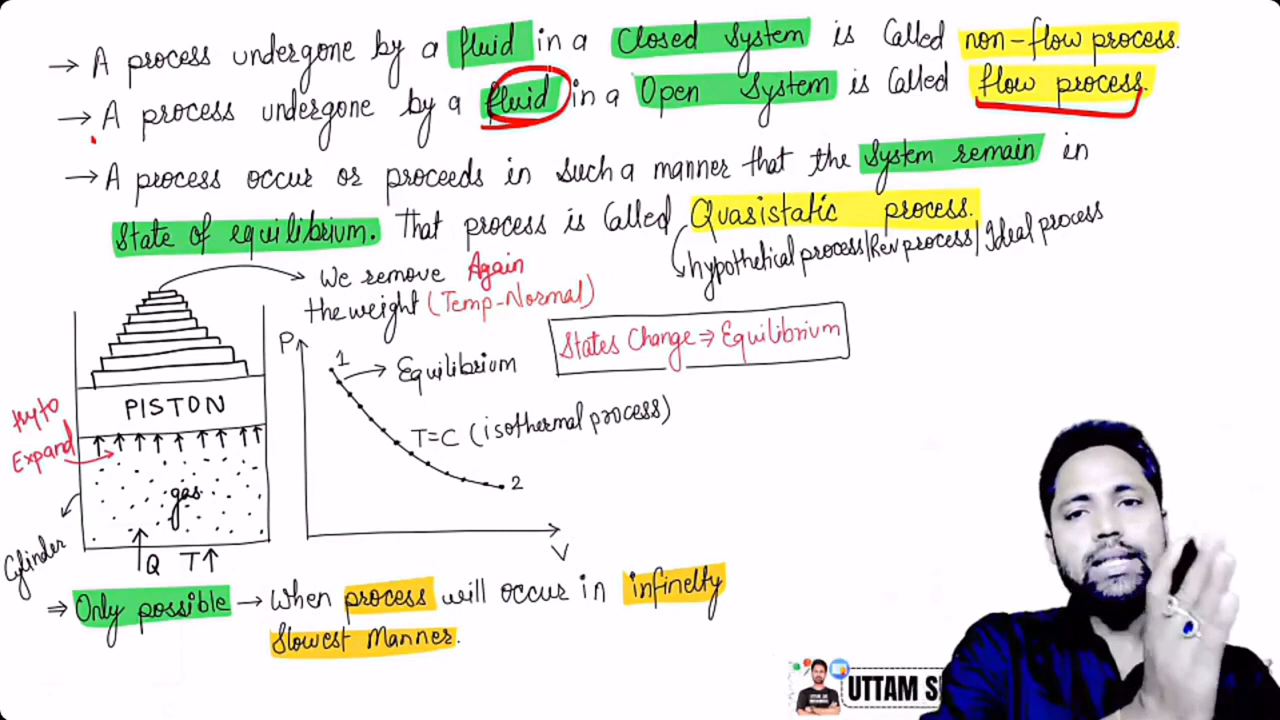 → A process undergone by a fluid in a Closed System is Called non-flow process.
→ A process undergone by a fluid in a Open System is Called flow process.
→ A process occur or proceeds in such a manner that the System remain in
State of equilibrium. That process is Called Quasistatic process.
hypothetical process/Rev process/Ideal process
We remove Again
the weight (Temp-Normal)
States Change ⇒ Equilibrium
P
1
→ Equilibrium
T=C (isothermal process)
2
V
PISTON
try to
Expand
gas
Cylinder
Q T↑
⇒ Only possible → When process will occur in infinelty
Slowest Manner.
UTTAM S